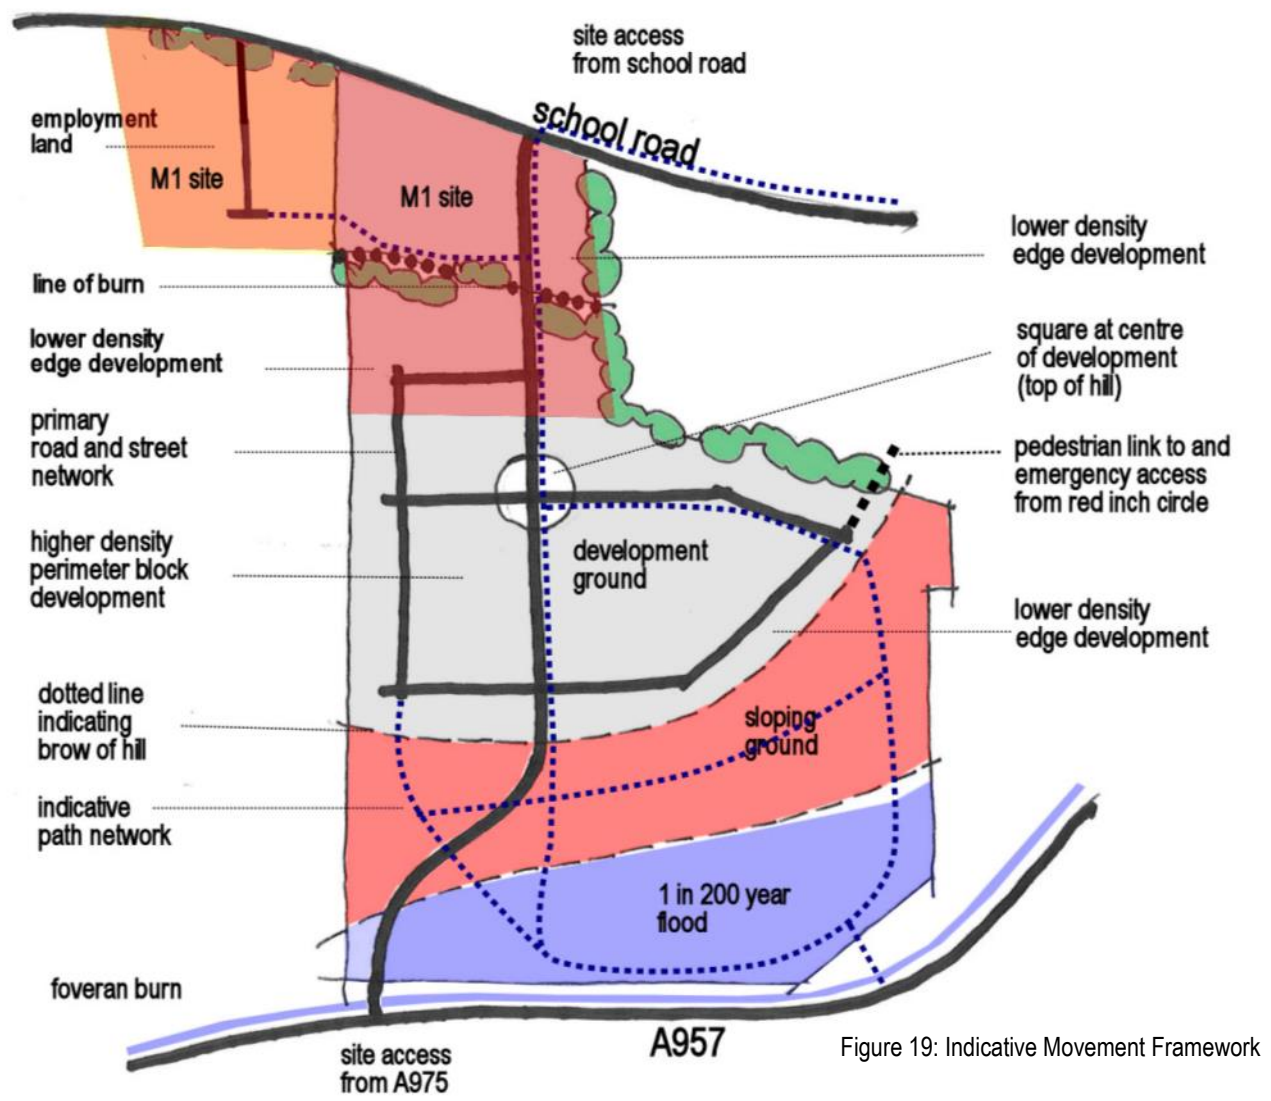 site access
from school road
school road
employment
land
M1 site
M1 site
lower density
edge development
line of burn
lower density
edge development
square at centre
of development
(top of hill)
primary
road and street
network
pedestrian link to and
emergency access
from red inch circle
higher density
perimeter block
development
development
ground
lower density
edge development
dotted line
indicating
brow of hill
sloping
ground
indicative
path network
1 in 200 year
flood
foveran burn
A957
site access
from A975
Figure 19: Indicative Movement Framework